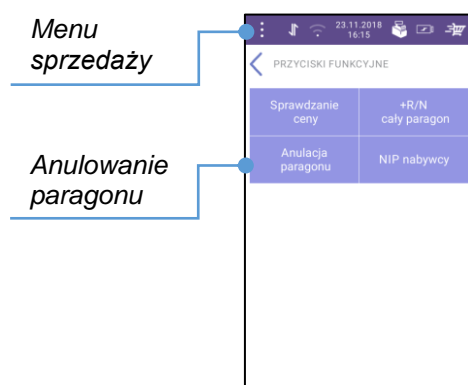 Menu
sprzedaży
23.11.2018
16:15
PRZYCISKI FUNKCYJNE
Sprawdzanie
ceny
+R/N
cały paragon
Anulowanie
paragonu
Anulacja
paragonu
NIP nabywcy